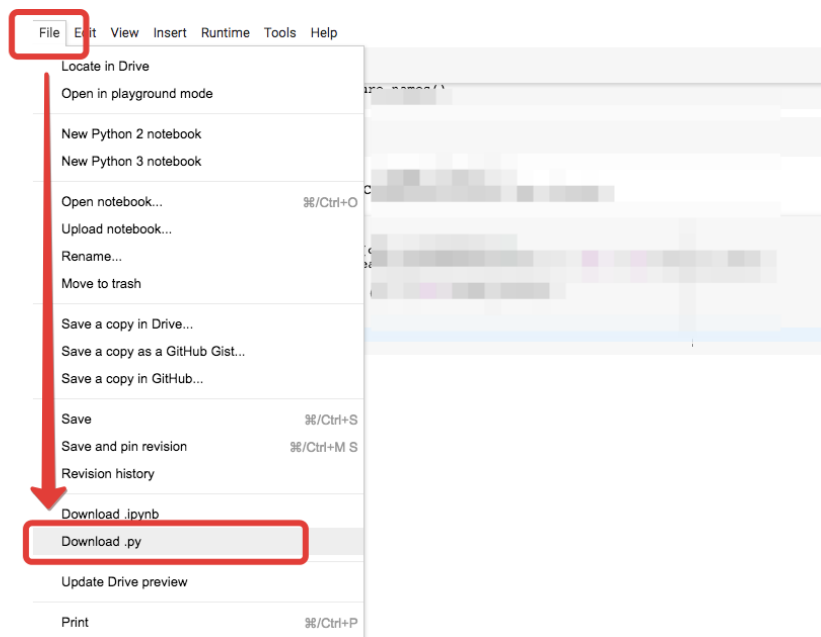 File Edit View Insert Runtime Tools Help
Locate in Drive
Open in playground mode
New Python 2 notebook
New Python 3 notebook
Open notebook... ⌘/Ctrl+O
Upload notebook...
Rename...
Move to trash
Save a copy in Drive...
Save a copy as a GitHub Gist...
Save a copy in GitHub...
Save ⌘/Ctrl+S
Save and pin revision ⌘/Ctrl+M S
Revision history
Download .ipynb
Download .py
Update Drive preview
Print ⌘/Ctrl+P